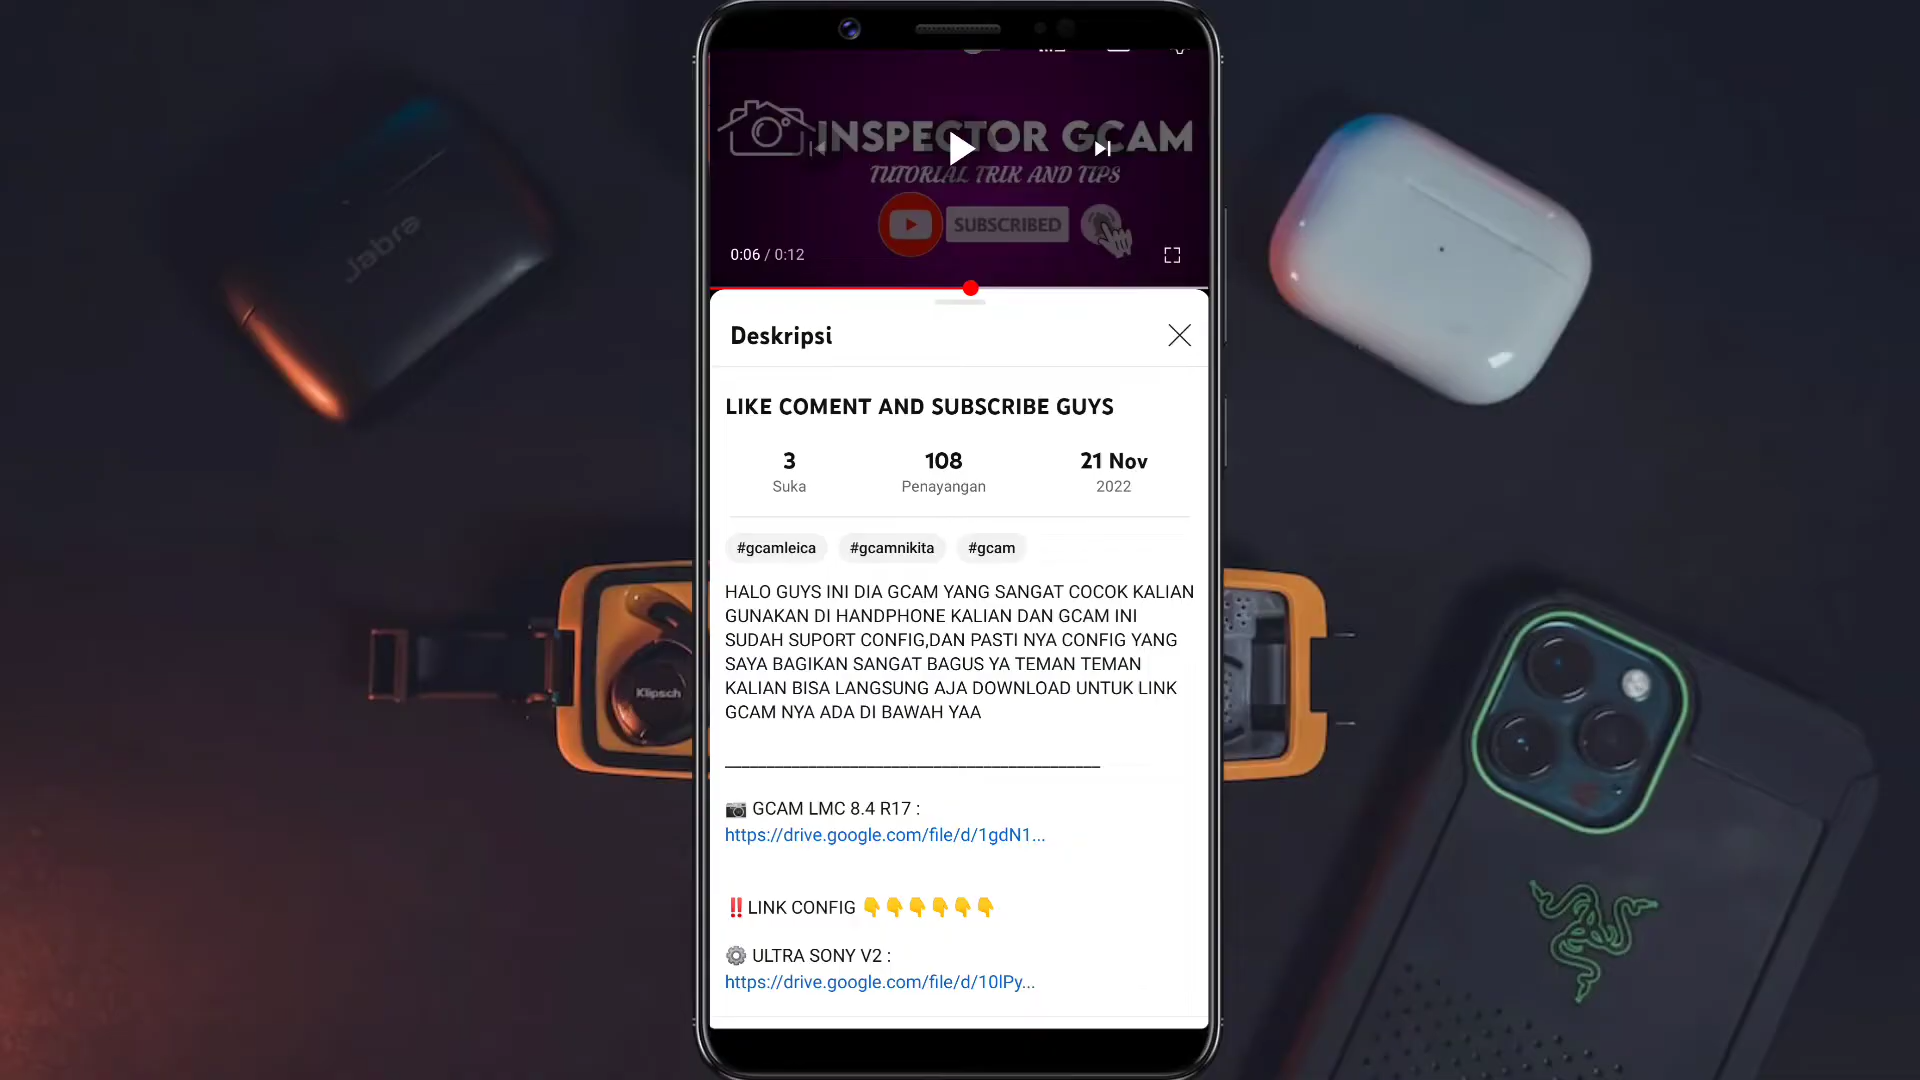 INSPECTOR GCAM
TUTORIAL TRIK AND TIPS
SUBSCRIBED
0:06 / 0:12
Deskripsi
LIKE COMENT AND SUBSCRIBE GUYS
3 108 21 Nov
Suka Penayangan 2022
#gcamleica #gcamnikita #gcam
HALO GUYS INI DIA GCAM YANG SANGAT COCOK KALIAN
GUNAKAN DI HANDPHONE KALIAN DAN GCAM INI
SUDAH SUPORT CONFIG,DAN PASTI NYA CONFIG YANG
SAYA BAGIKAN SANGAT BAGUS YA TEMAN TEMAN
KALIAN BISA LANGSUNG AJA DOWNLOAD UNTUK LINK
GCAM NYA ADA DI BAWAH YAA
___________________________________________
📷 GCAM LMC 8.4 R17 :
https://drive.google.com/file/d/1gdN1...
‼️LINK CONFIG 👇👇👇👇👇👇
⚙️ ULTRA SONY V2 :
https://drive.google.com/file/d/10lPy...
Jabra
Klipsch